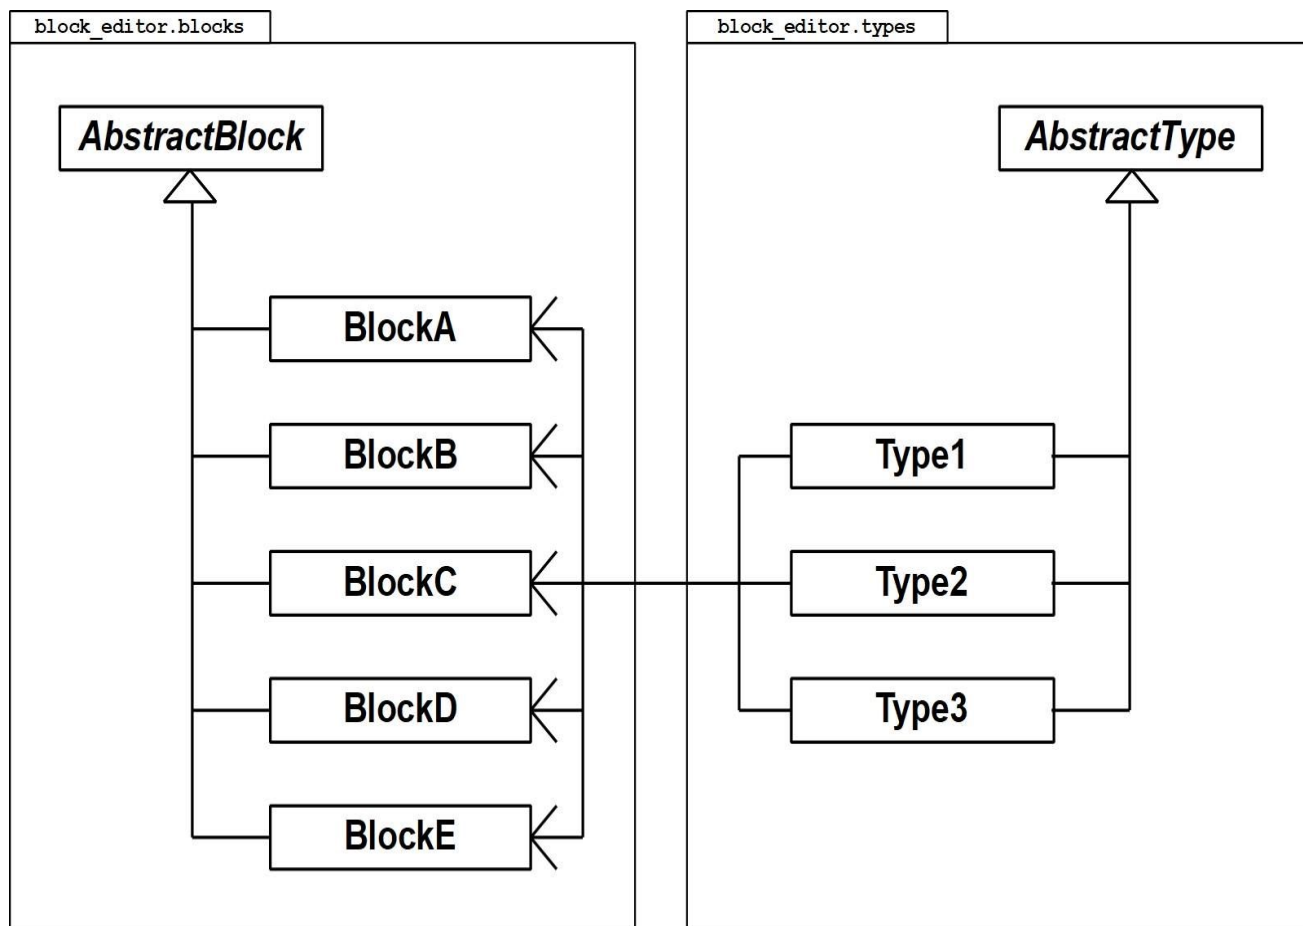 block_editor.blocks
block_editor.types
AbstractBlock
AbstractType
BlockA
BlockB
Type1
BlockC
Type2
BlockD
Type3
BlockE